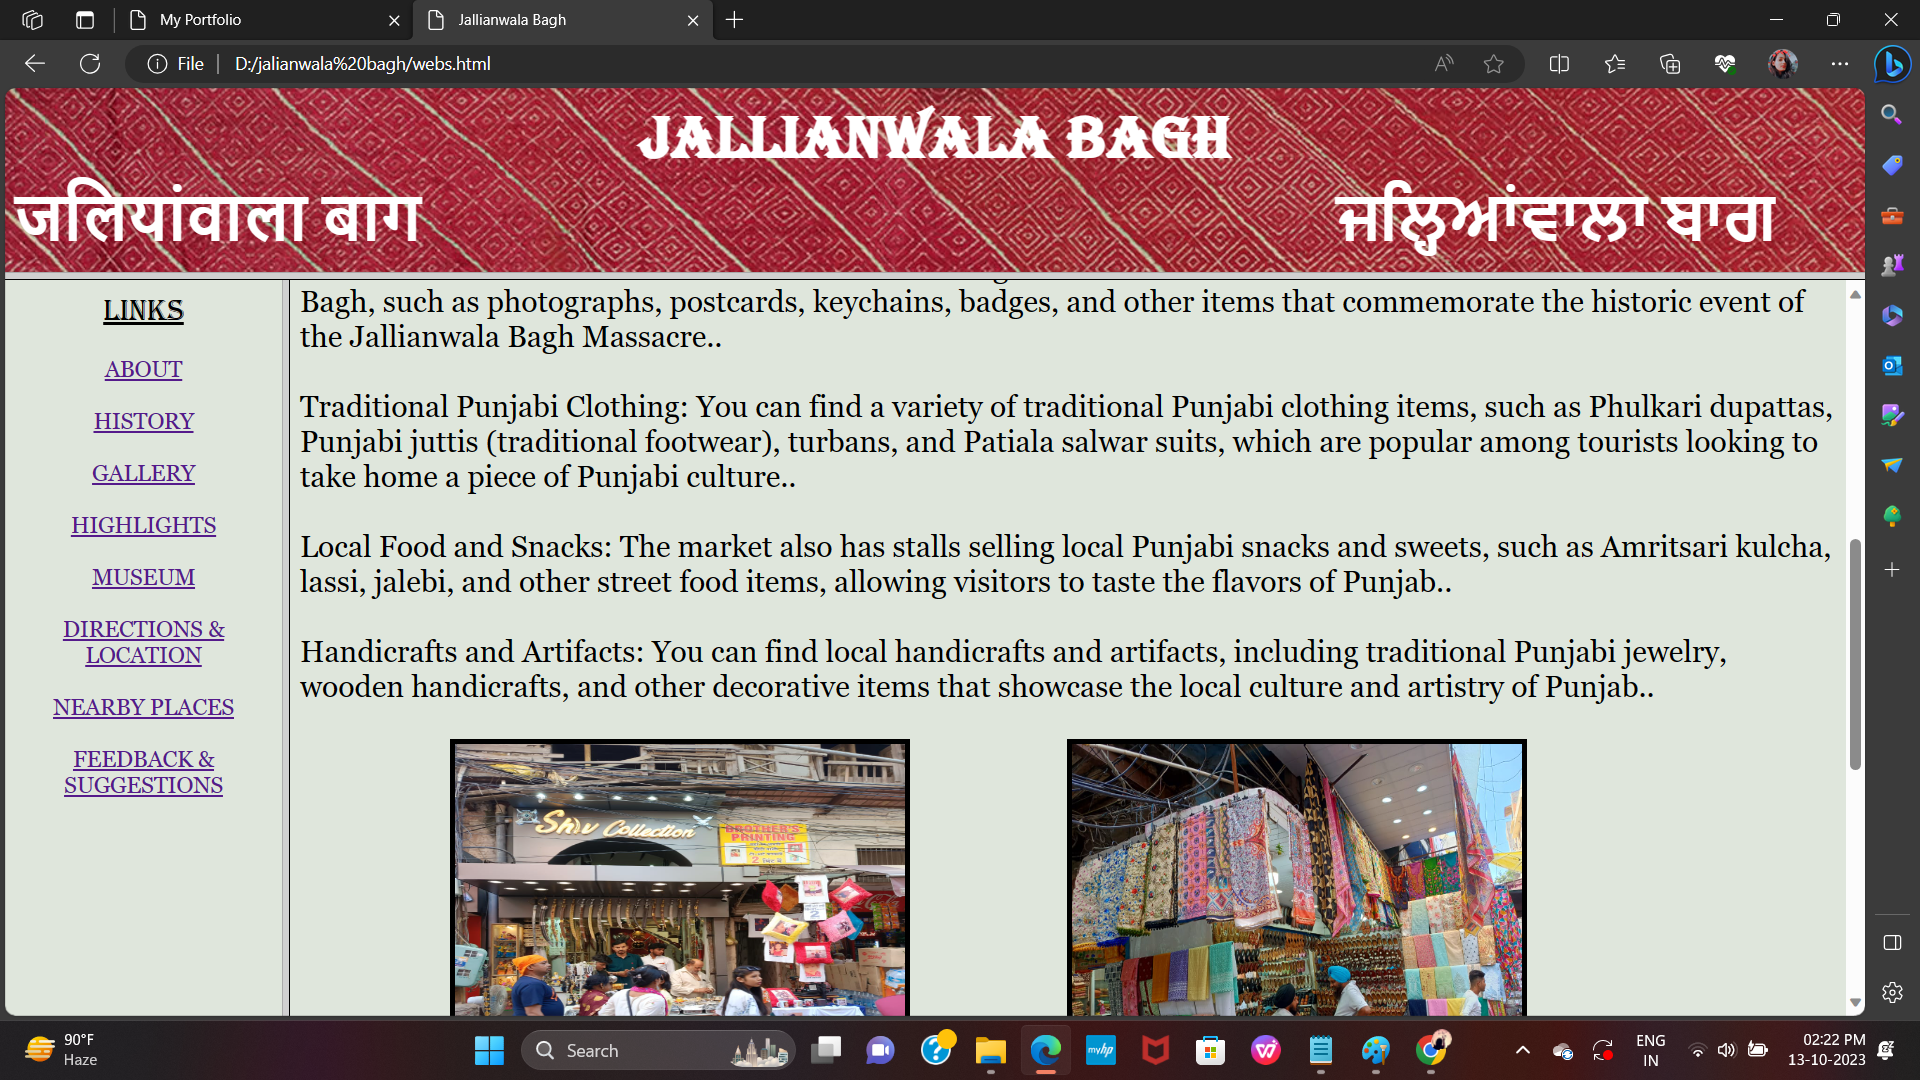 My Portfolio
Jallianwala Bagh
File
D:/jalianwala%20bagh/webs.html
JALLIANWALA BAGH
जलियांवाला बाग
ਜਲ੍ਹਿਆਂਵਾਲਾ ਬਾਗ
LINKS
ABOUT
HISTORY
GALLERY
HIGHLIGHTS
MUSEUM
DIRECTIONS &
LOCATION
NEARBY PLACES
FEEDBACK &
SUGGESTIONS
Bagh, such as photographs, postcards, keychains, badges, and other items that commemorate the historic event of
the Jallianwala Bagh Massacre..
Traditional Punjabi Clothing: You can find a variety of traditional Punjabi clothing items, such as Phulkari dupattas,
Punjabi juttis (traditional footwear), turbans, and Patiala salwar suits, which are popular among tourists looking to
take home a piece of Punjabi culture..
Local Food and Snacks: The market also has stalls selling local Punjabi snacks and sweets, such as Amritsari kulcha,
lassi, jalebi, and other street food items, allowing visitors to taste the flavors of Punjab..
Handicrafts and Artifacts: You can find local handicrafts and artifacts, including traditional Punjabi jewelry,
wooden handicrafts, and other decorative items that showcase the local culture and artistry of Punjab..
Shiv Collection
BROTHER'S
PRINTING
90°F
Haze
Search
myhp
ENG
IN
02:22 PM
13-10-2023